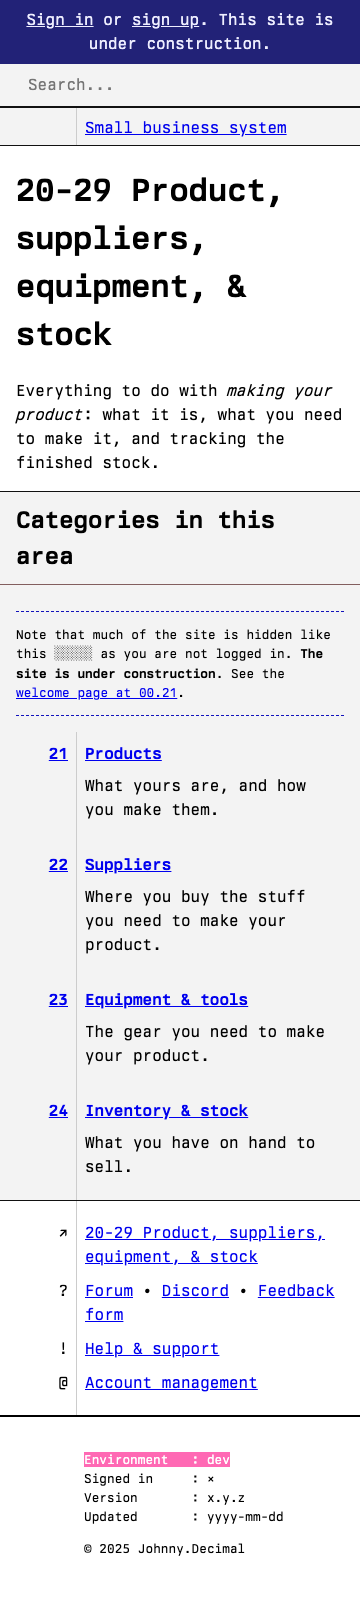 Sign in or sign up. This site is
under construction.
Search...
Small business system
20-29 Product,
suppliers,
equipment, &
stock
Everything to do with making your
product: what it is, what you need
to make it, and tracking the
finished stock.
Categories in this
area
Note that much of the site is hidden like
this ░░░░░ as you are not logged in. The
site is under construction. See the
welcome page at 00.21.
21 Products
What yours are, and how
you make them.
22 Suppliers
Where you buy the stuff
you need to make your
product.
23 Equipment & tools
The gear you need to make
your product.
24 Inventory & stock
What you have on hand to
sell.
↗ 20-29 Product, suppliers,
equipment, & stock
? Forum • Discord • Feedback
form
! Help & support
@ Account management
Environment : dev
Signed in : ×
Version : x.y.z
Updated : yyyy-mm-dd
© 2025 Johnny.Decimal